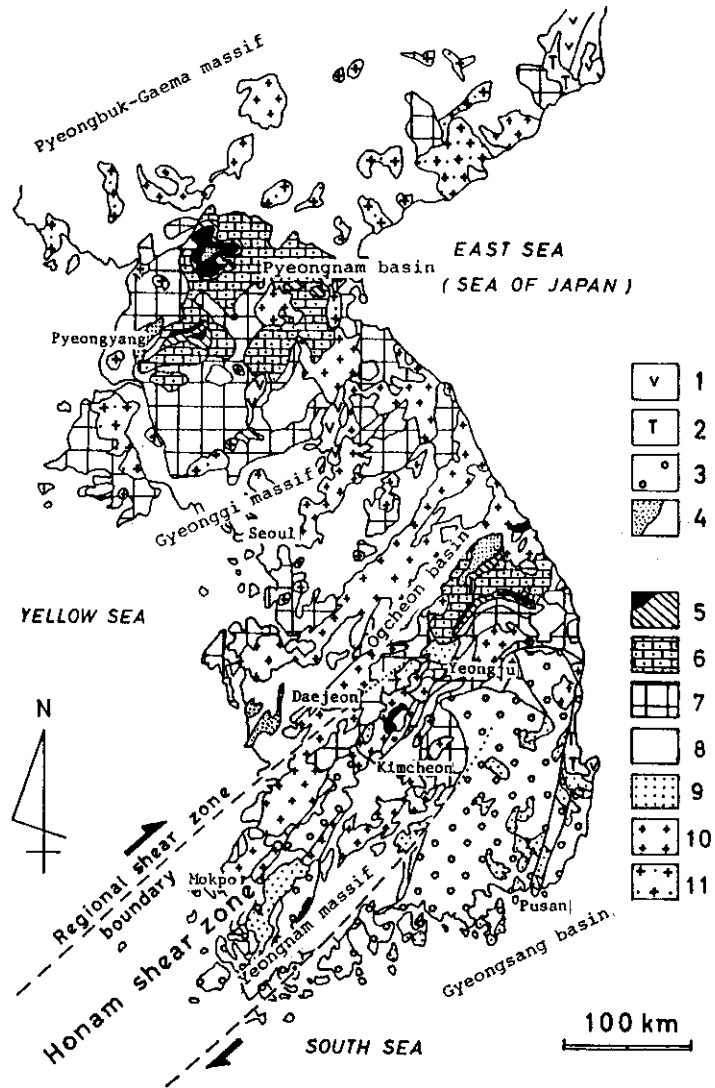 Pyeongbuk-Gaema massif
EAST SEA
(SEA OF JAPAN)
Pyeongnam basin
Pyeongyang
Gyeonggi massif
Seoul
YELLOW SEA
Ogcheon basin
Yeongju
Daejeon
Kimcheon
N
Regional shear zone
boundary
Mokpo
Honam shear zone
Yeongnam massif
Pusan
Gyeongsang basin
SOUTH SEA
100 km
v 1
T 2
3
4
5
6
7
8
9
10
11